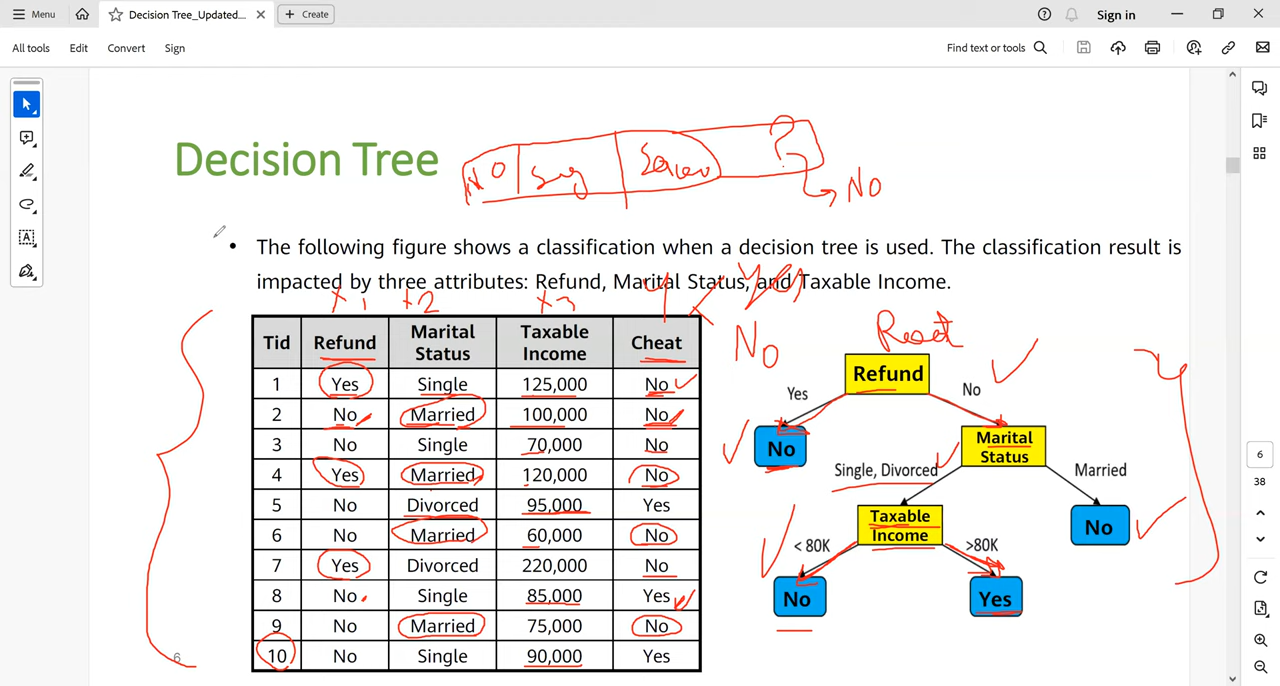 Menu
Decision Tree_Updated...
Create
Sign in
All tools
Edit
Convert
Sign
Find text or tools
Decision Tree
NO
?
NO
• The following figure shows a classification when a decision tree is used. The classification result is
impacted by three attributes: Refund, Marital Status, and Taxable Income.
x1 x2 x3 y
Yes
No
Tid Refund Marital Status Taxable Income Cheat
1 Yes Single 125,000 No
2 No Married 100,000 No
3 No Single 70,000 No
4 Yes Married 120,000 No
5 No Divorced 95,000 Yes
6 No Married 60,000 No
7 Yes Divorced 220,000 No
8 No Single 85,000 Yes
9 No Married 75,000 No
10 No Single 90,000 Yes
6
Root
Refund
Yes
No
No
Marital
Status
Single, Divorced
Married
Taxable
Income
No
< 80K
>80K
No
Yes
6
38